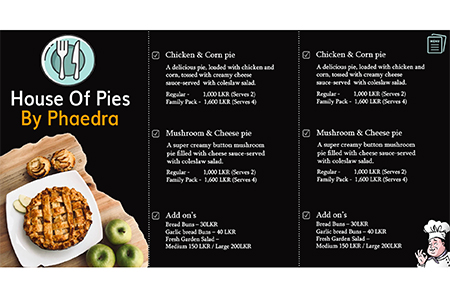 House Of Pies
By Phaedra
Chicken & Corn pie
A delicious pie, loaded with chicken and
corn, tossed with creamy cheese
sauce-served with coleslaw salad.
Regular - 1,000 LKR (Serves 2)
Family Pack - 1,600 LKR (Serves 4)
Mushroom & Cheese pie
A super creamy button mushroom
pie filled with cheese sauce-served
with coleslaw salad.
Regular - 1,000 LKR (Serves 2)
Family Pack - 1,600 LKR (Serves 4)
Add on's
Bread Buns – 30LKR
Garlic bread Buns – 40 LKR
Fresh Garden Salad –
Medium 150 LKR / Large 200LKR
Chicken & Corn pie
A delicious pie, loaded with chicken and
corn, tossed with creamy cheese
sauce-served with coleslaw salad.
Regular - 1,000 LKR (Serves 2)
Family Pack - 1,600 LKR (Serves 4)
Mushroom & Cheese pie
A super creamy button mushroom
pie filled with cheese sauce-served
with coleslaw salad.
Regular - 1,000 LKR (Serves 2)
Family Pack - 1,600 LKR (Serves 4)
Add on's
Bread Buns – 30LKR
Garlic bread Buns – 40 LKR
Fresh Garden Salad –
Medium 150 LKR / Large 200LKR
MENU